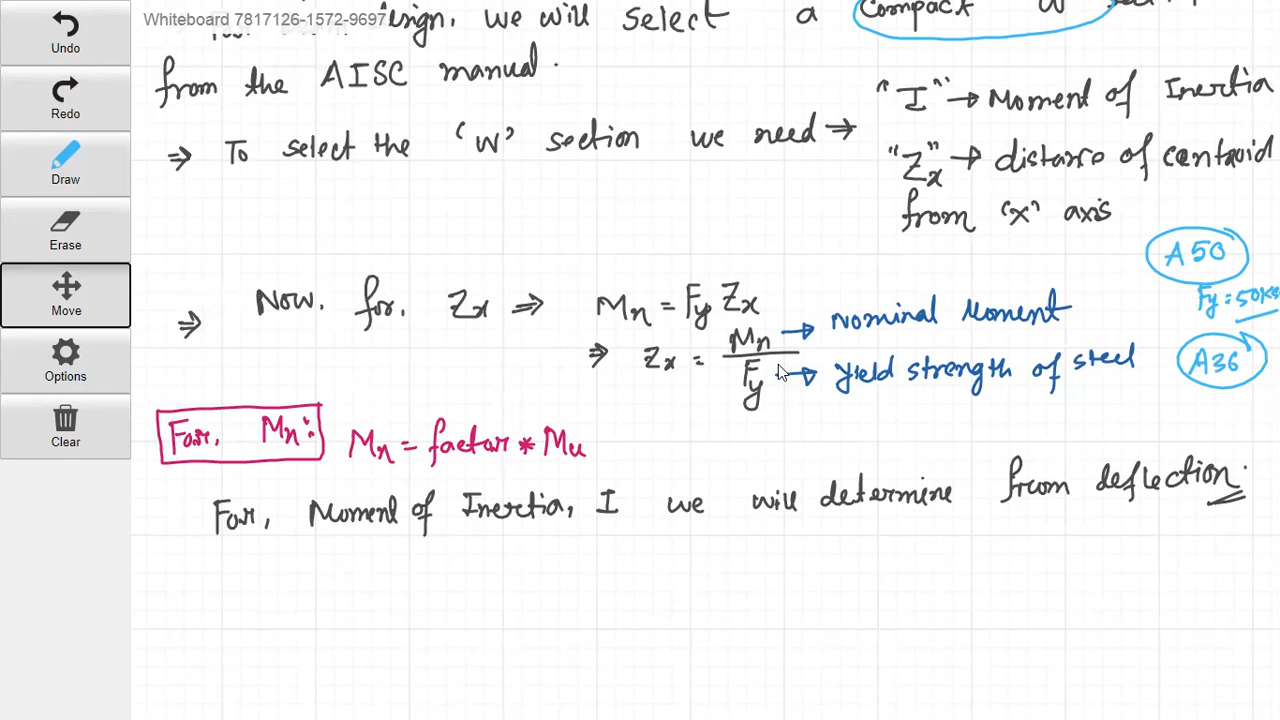 Whiteboard 7817126-1572-9697
design, we will select a Compact W
from the AISC manual.
⇒ To select the 'W' section we need →
"I" → Moment of Inertia
"Zx" → distance of centroid
from "x" axis
A50
Fy = 50
⇒ Now. for. Zx ⇒ Mn = Fy Zx
⇒ Zx = Mn / Fy
→ Nominal Moment
→ yield strength of steel
A36
For, Mn: Mn = factor * Mu
For, Moment of Inertia, I we will determine from deflection.
Undo
Redo
Draw
Erase
Move
Options
Clear